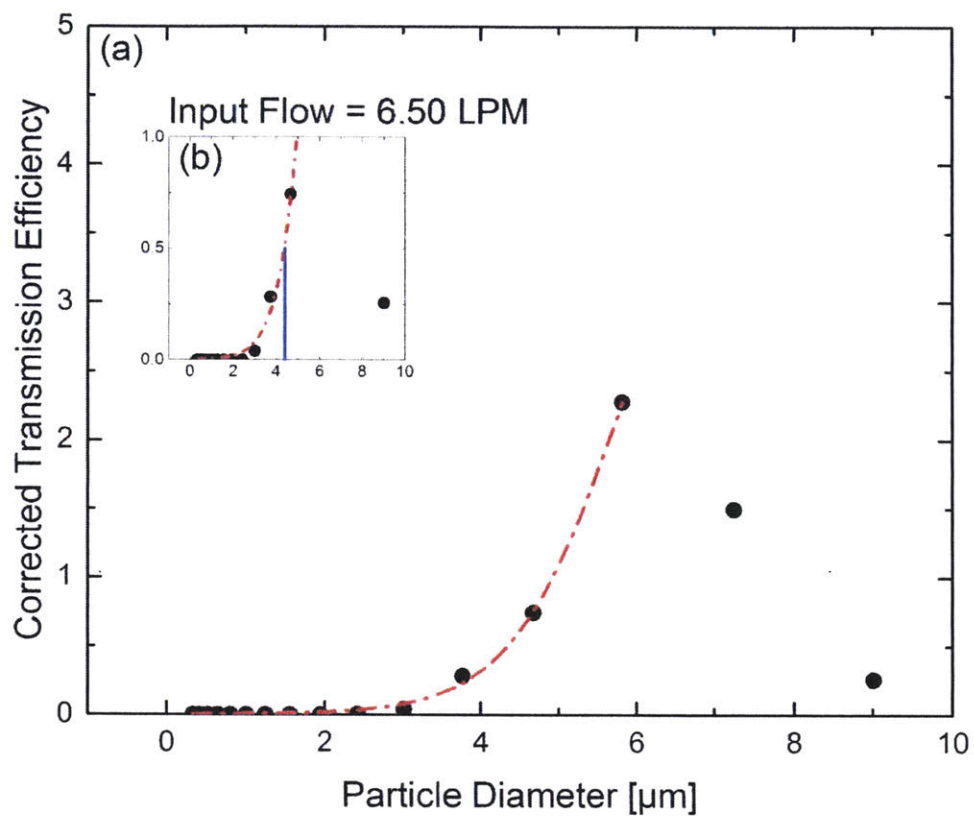 (a)
Input Flow = 6.50 LPM
(b)
1.0
0.5
0.0
0 2 4 6 8 10
5
4
3
2
1
0
0 2 4 6 8 10
Corrected Transmission Efficiency
Particle Diameter [µm]